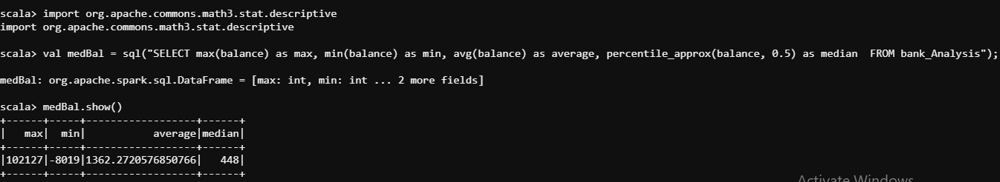 scala> import org.apache.commons.math3.stat.descriptive
import org.apache.commons.math3.stat.descriptive
scala> val medBal = sql("SELECT max(balance) as max, min(balance) as min, avg(balance) as average, percentile_approx(balance, 0.5) as median  FROM bank_Analysis");
medBal: org.apache.spark.sql.DataFrame = [max: int, min: int ... 2 more fields]
scala> medBal.show()
+------+-----+------------------+------+
|   max|  min|           average|median|
+------+-----+------------------+------+
|102127|-8019|1362.2720576850766|   448|
+------+-----+------------------+------+
Activate Windows